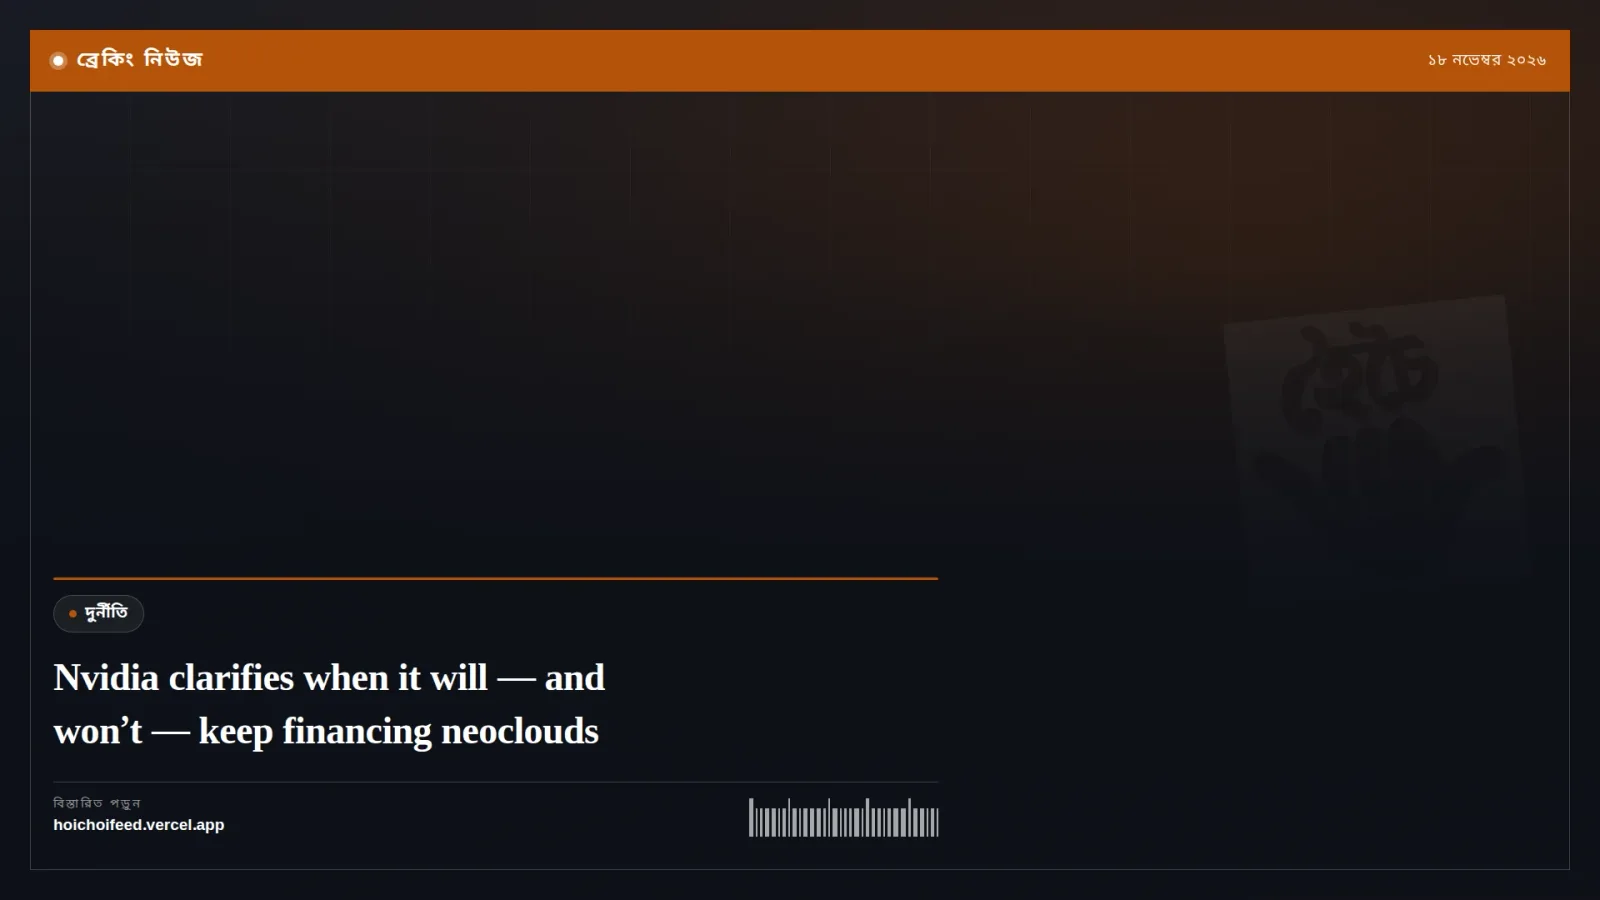 ব্রেকিং নিউজ
১৮ নভেম্বর ২০২৬
হৈচৈ
দুর্নীতি
Nvidia clarifies when it will — and
won’t — keep financing neoclouds
বিস্তারিত পড়ুন
hoichoifeed.vercel.app